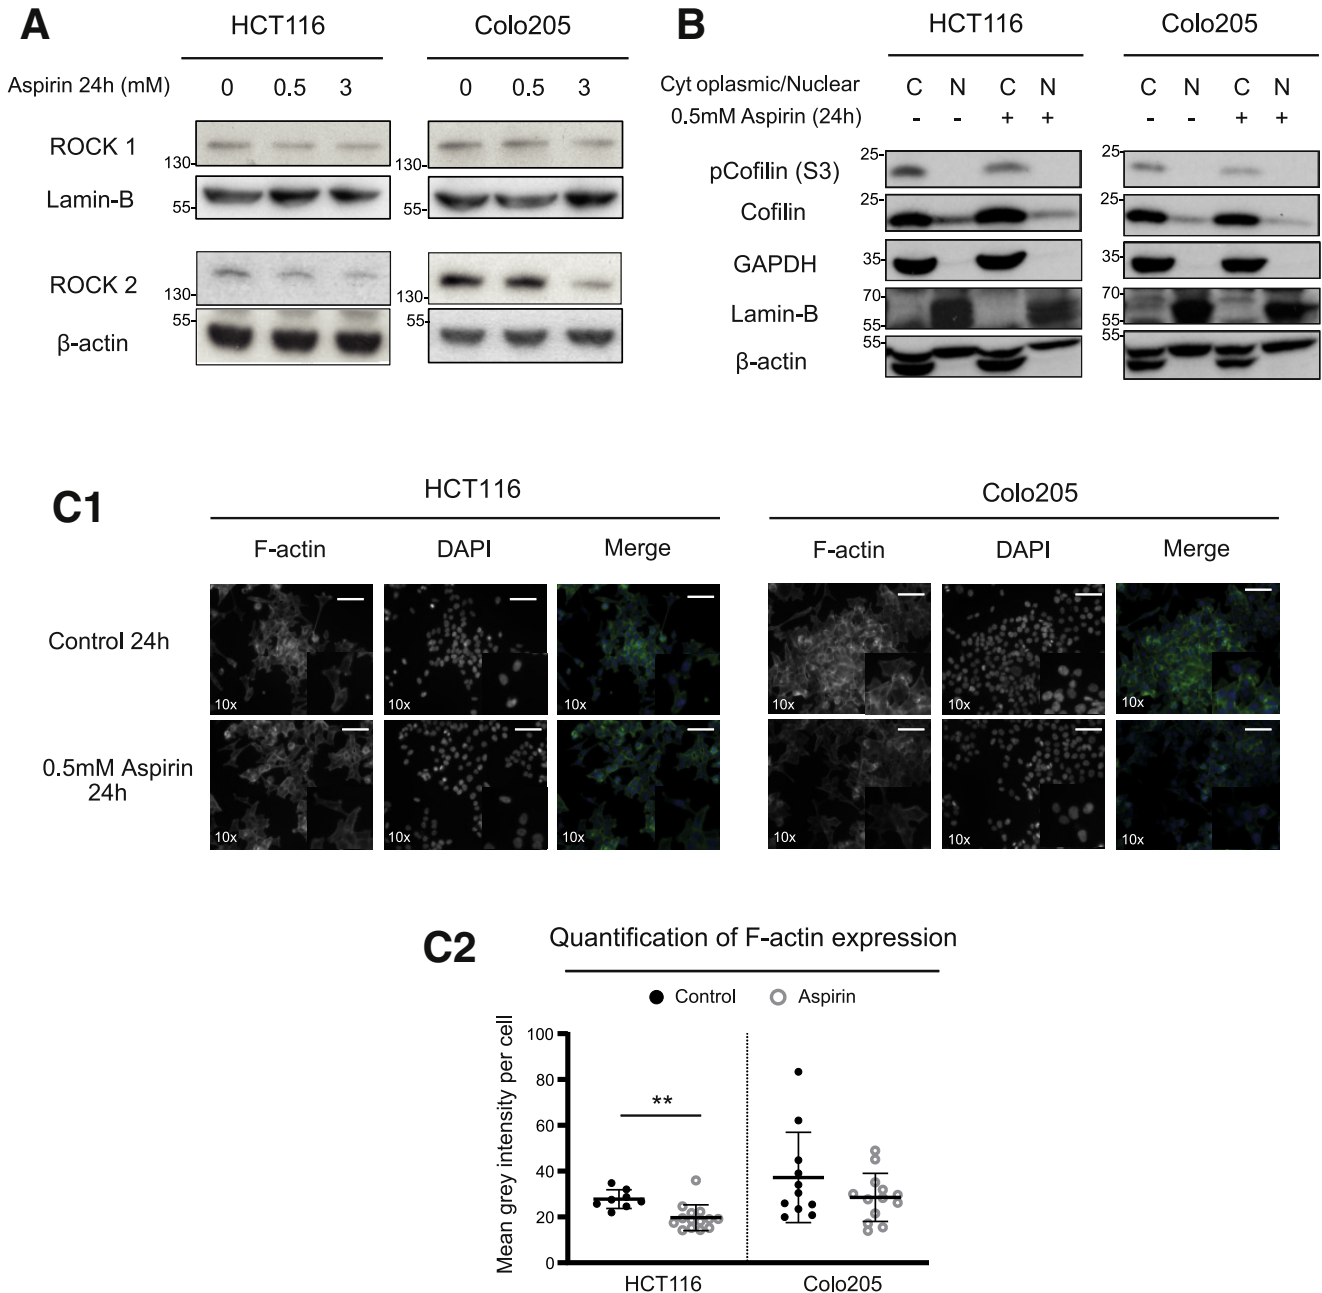 A
HCT116
Colo205
Aspirin 24h (mM)
0
0.5
3
0
0.5
3
ROCK 1
130
130
Lamin-B
55
55
ROCK 2
130
130
β-actin
55
55
B
HCT116
Colo205
Cyt oplasmic/Nuclear
C N C N
C N C N
0.5mM Aspirin (24h)
- - + +
- - + +
pCofilin (S3)
25
25
Cofilin
25
25
GAPDH
35
35
Lamin-B
70
55
70
55
β-actin
55
55
C1
HCT116
Colo205
F-actin
DAPI
Merge
F-actin
DAPI
Merge
Control 24h
10x
10x
10x
10x
10x
10x
0.5mM Aspirin
24h
10x
10x
10x
10x
10x
10x
C2
Quantification of F-actin expression
Control
Aspirin
Mean grey intensity per cell
100
80
60
40
20
0
**
HCT116
Colo205